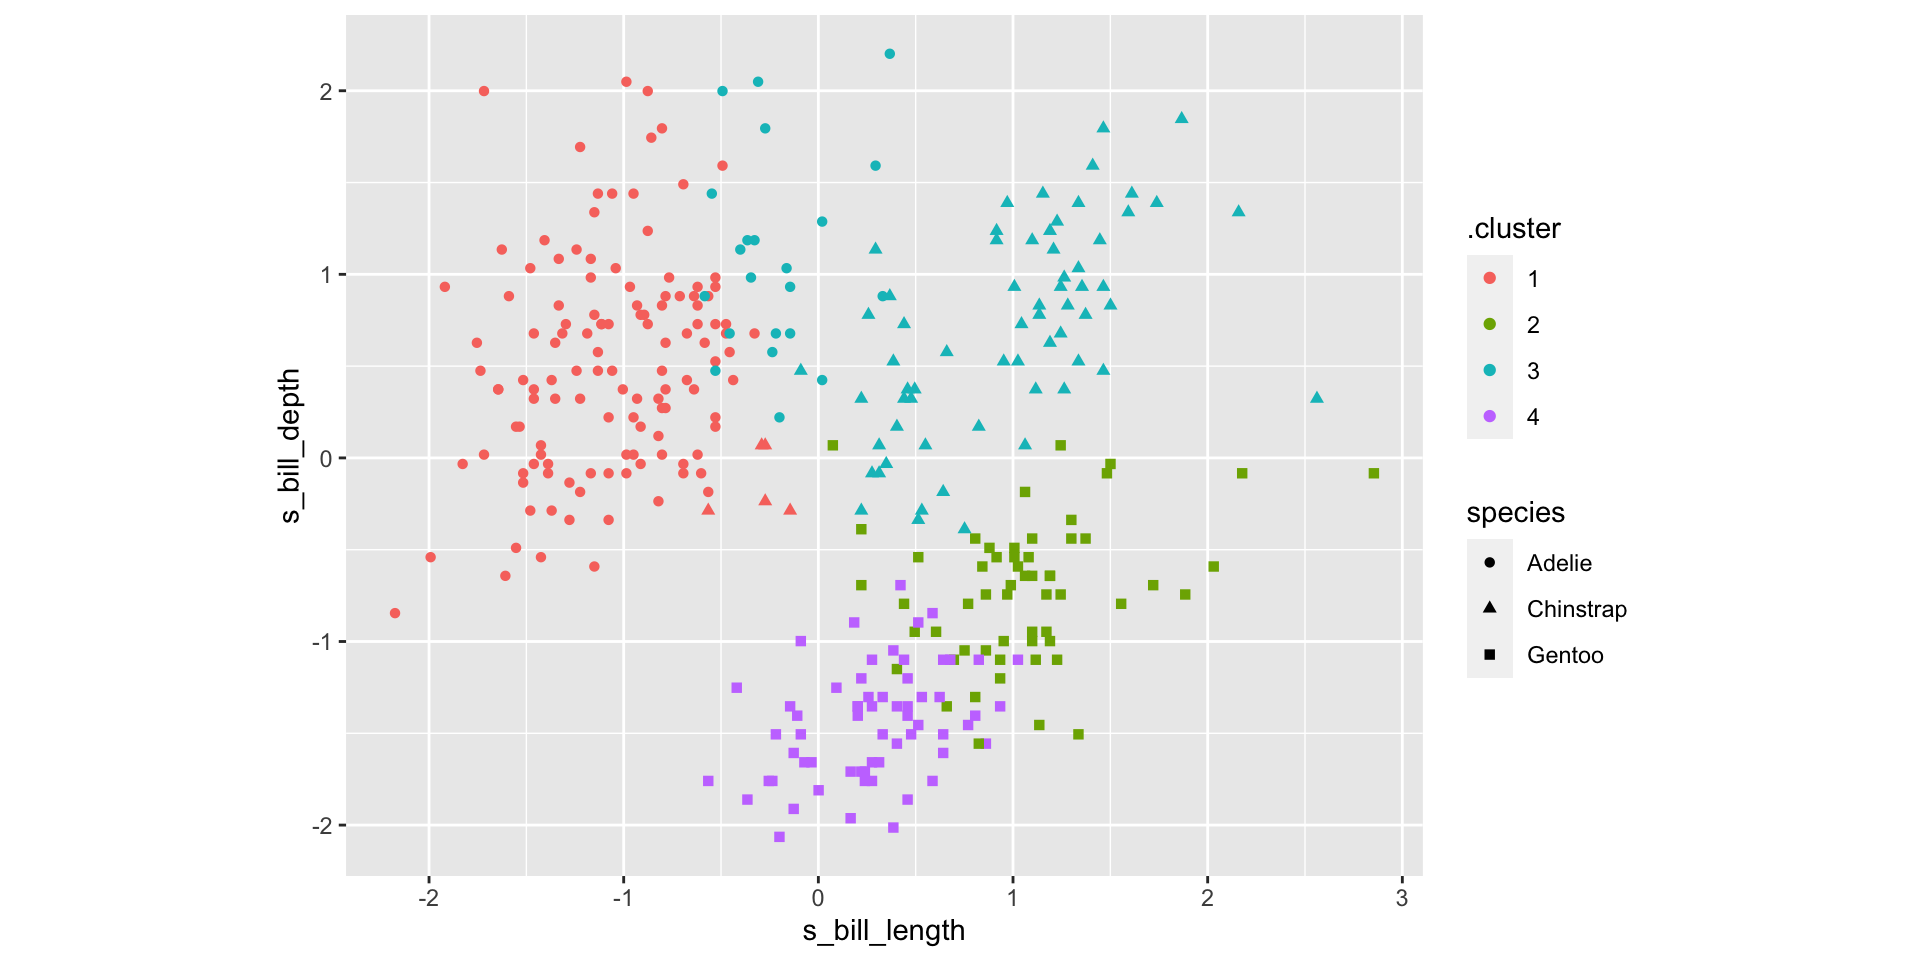 2
1
0
-1
-2
s_bill_depth
-2
-1
0
1
2
3
s_bill_length
.cluster
1
2
3
4
species
Adelie
Chinstrap
Gentoo